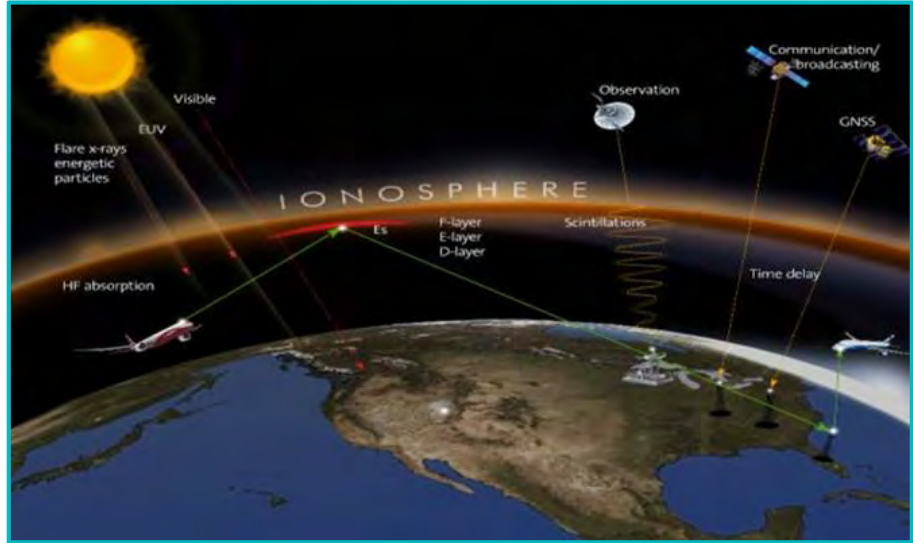 Visible
EUV
Flare x-rays
energetic
particles
IONOSPHERE
Es
F-layer
E-layer
D-layer
HF absorption
Observation
Scintillations
Communication/
broadcasting
GNSS
Time delay